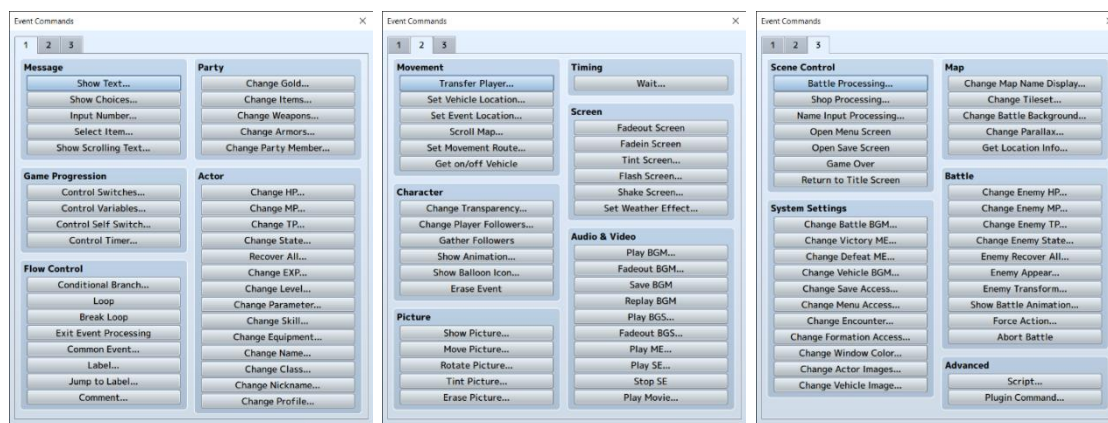 Event Commands
1 2 3
Message
Show Text...
Show Choices...
Input Number...
Select Item...
Show Scrolling Text...
Game Progression
Control Switches...
Control Variables...
Control Self Switch...
Control Timer...
Flow Control
Conditional Branch...
Loop
Break Loop
Exit Event Processing
Common Event...
Label...
Jump to Label...
Comment...
Party
Change Gold...
Change Items...
Change Weapons...
Change Armors...
Change Party Member...
Actor
Change HP...
Change MP...
Change TP...
Change State...
Recover All...
Change EXP...
Change Level...
Change Parameter...
Change Skill...
Change Equipment...
Change Name...
Change Class...
Change Nickname...
Change Profile...
Event Commands
1 2 3
Movement
Transfer Player...
Set Vehicle Location...
Set Event Location...
Scroll Map...
Set Movement Route...
Get on/off Vehicle
Character
Change Transparency...
Change Player Followers...
Gather Followers
Show Animation...
Show Balloon Icon...
Erase Event
Picture
Show Picture...
Move Picture...
Rotate Picture...
Tint Picture...
Erase Picture...
Timing
Wait...
Screen
Fadeout Screen
Fadein Screen
Tint Screen...
Flash Screen...
Shake Screen...
Set Weather Effect...
Audio & Video
Play BGM...
Fadeout BGM...
Save BGM
Replay BGM
Play BGS...
Fadeout BGS...
Play ME...
Play SE...
Stop SE
Play Movie...
Event Commands
1 2 3
Scene Control
Battle Processing...
Shop Processing...
Name Input Processing...
Open Menu Screen
Open Save Screen
Game Over
Return to Title Screen
System Settings
Change Battle BGM...
Change Victory ME...
Change Defeat ME...
Change Vehicle BGM...
Change Save Access...
Change Menu Access...
Change Encounter...
Change Formation Access...
Change Window Color...
Change Actor Images...
Change Vehicle Image...
Map
Change Map Name Display...
Change Tileset...
Change Battle Background...
Change Parallax...
Get Location Info...
Battle
Change Enemy HP...
Change Enemy MP...
Change Enemy TP...
Change Enemy State...
Enemy Recover All...
Enemy Appear...
Enemy Transform...
Show Battle Animation...
Force Action...
Abort Battle
Advanced
Script...
Plugin Command...